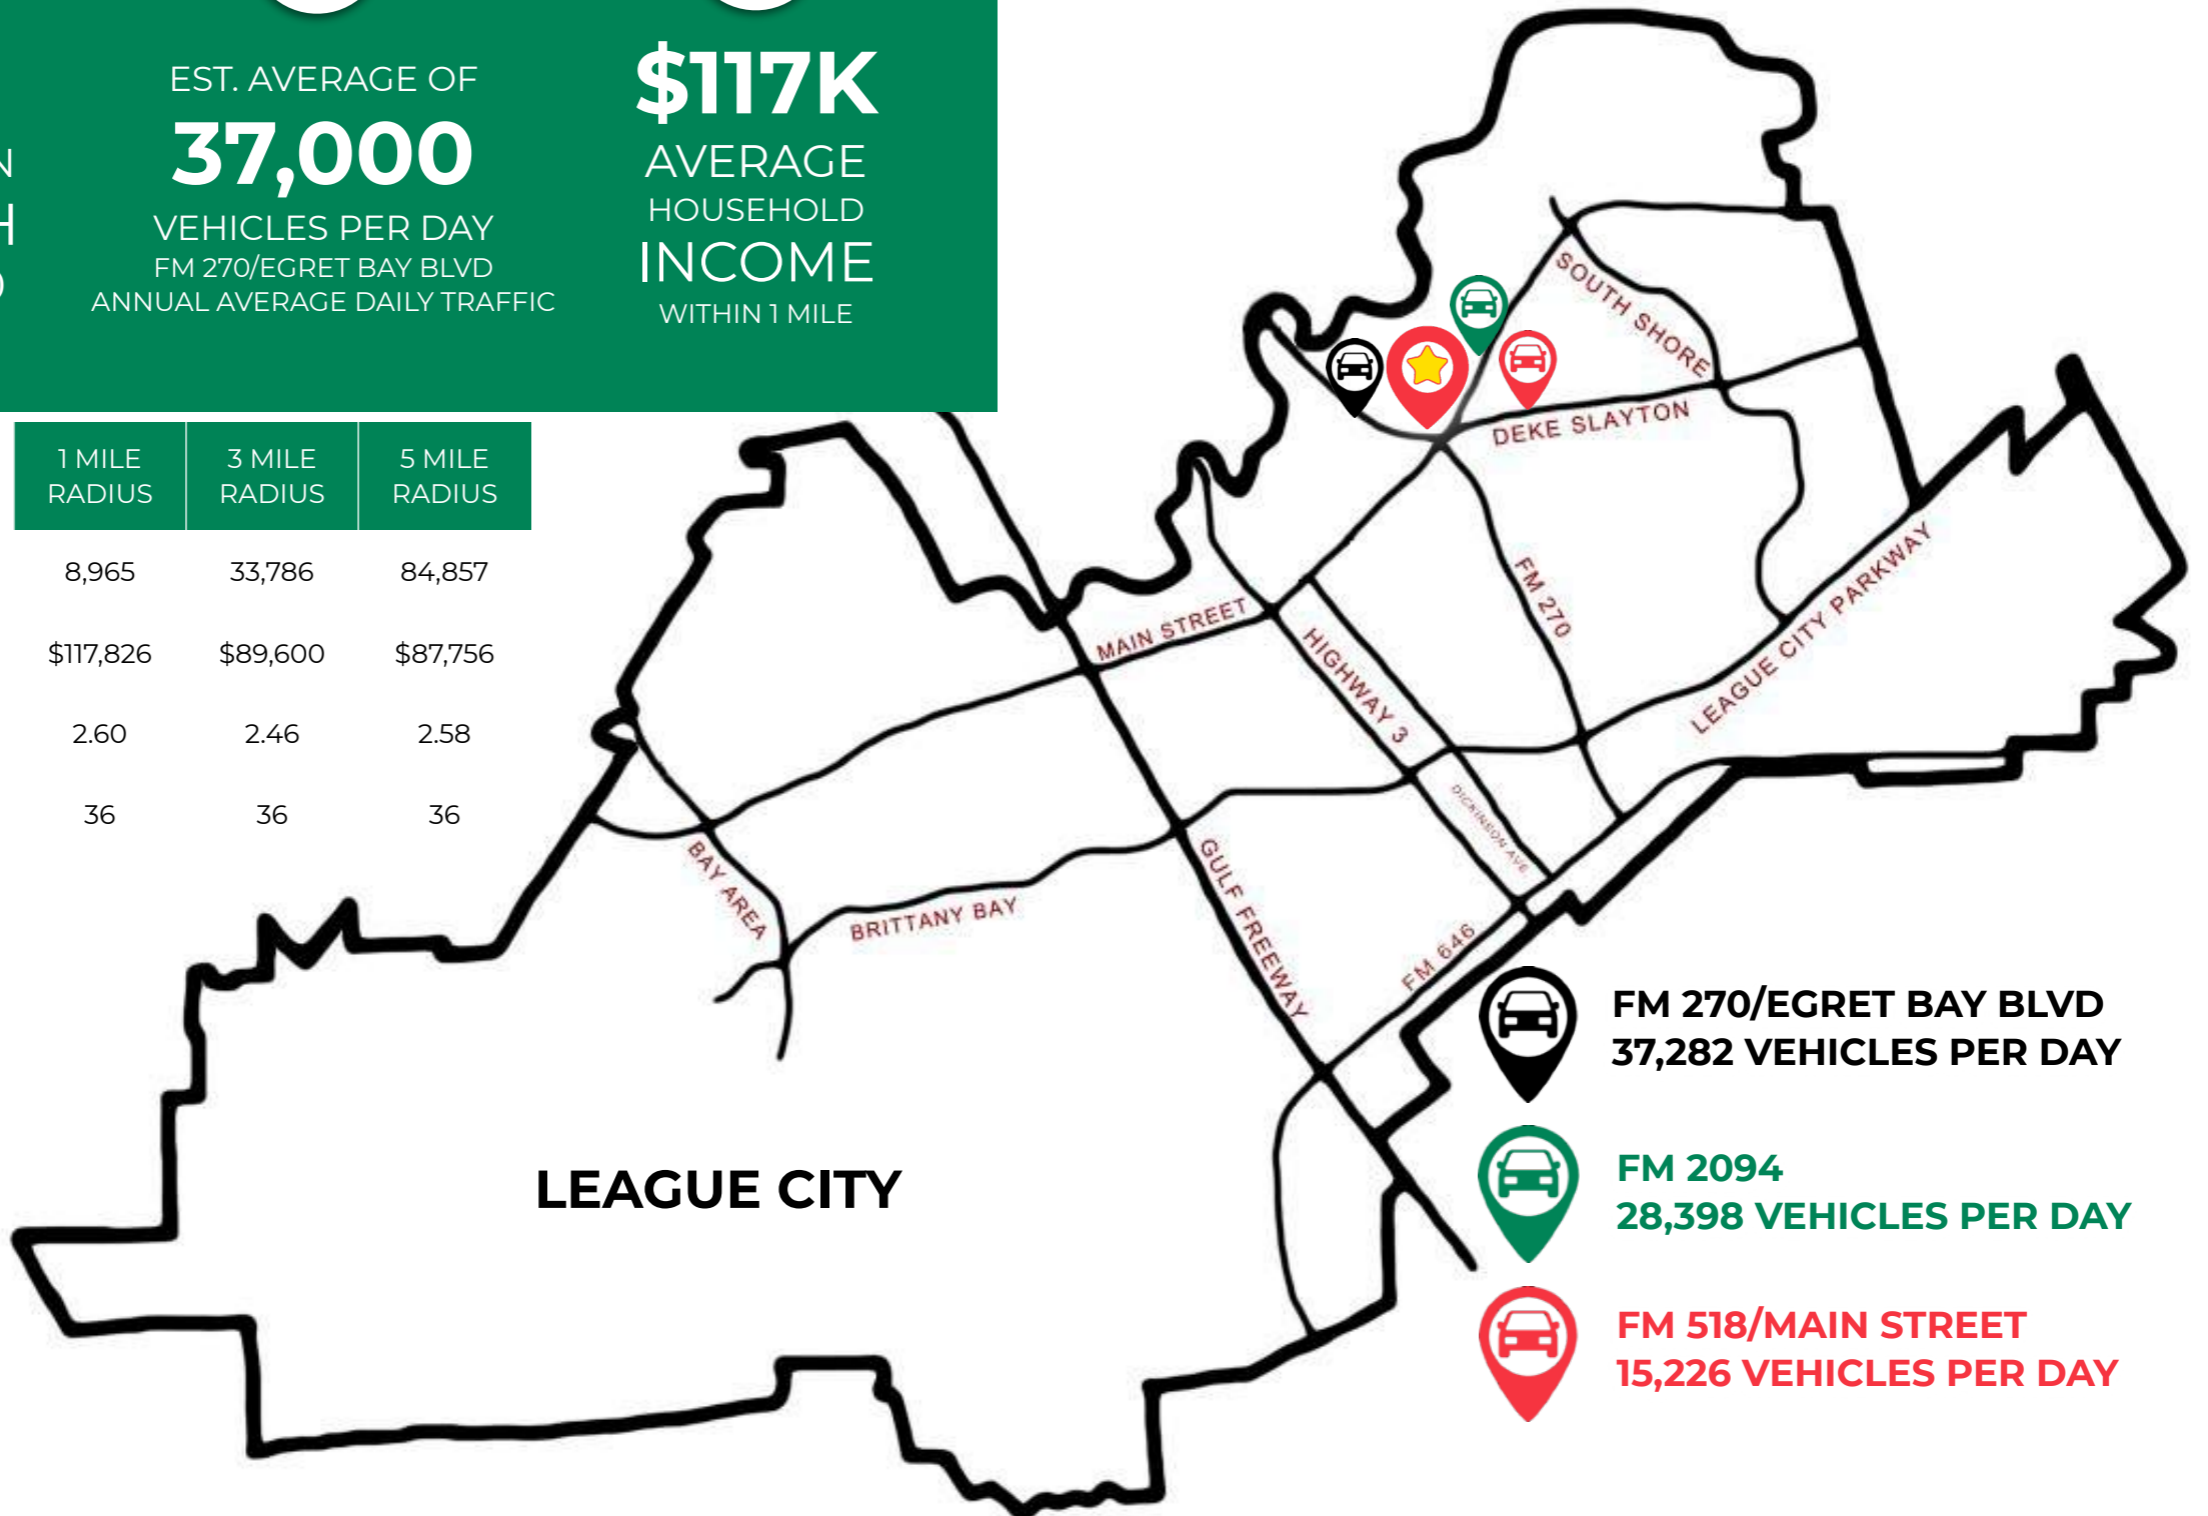 EST. AVERAGE OF
37,000
VEHICLES PER DAY
FM 270/EGRET BAY BLVD
ANNUAL AVERAGE DAILY TRAFFIC
$117K
AVERAGE
HOUSEHOLD
INCOME
WITHIN 1 MILE
1 MILE
RADIUS
3 MILE
RADIUS
5 MILE
RADIUS
8,965 33,786 84,857
$117,826 $89,600 $87,756
2.60 2.46 2.58
36 36 36
SOUTH SHORE
DEKE SLAYTON
FM 270
MAIN STREET
HIGHWAY 3
LEAGUE CITY PARKWAY
DICKINSON AVE
BAY AREA
BRITTANY BAY
GULF FREEWAY
FM 646
LEAGUE CITY
FM 270/EGRET BAY BLVD
37,282 VEHICLES PER DAY
FM 2094
28,398 VEHICLES PER DAY
FM 518/MAIN STREET
15,226 VEHICLES PER DAY